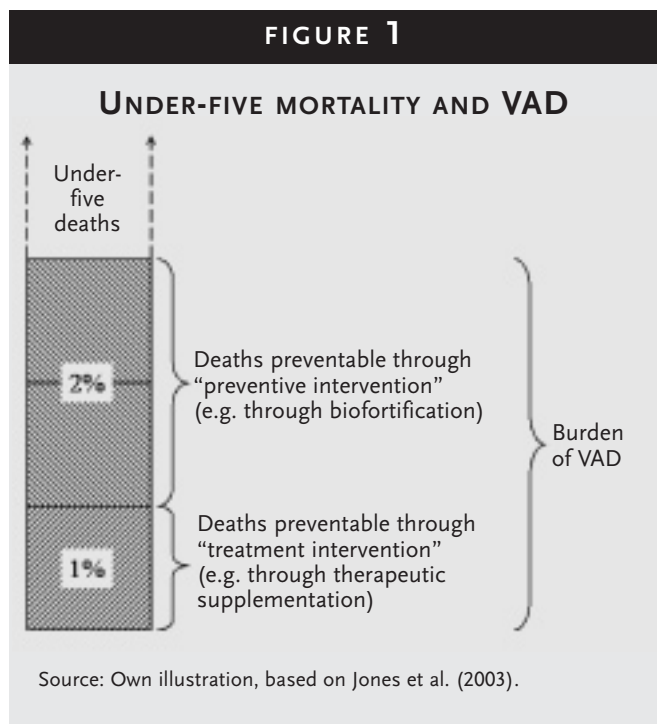 FIGURE 1
UNDER-FIVE MORTALITY AND VAD
Under-
five
deaths
2%
Deaths preventable through
“preventive intervention”
(e.g. through biofortification)
Burden
of VAD
1%
Deaths preventable through
“treatment intervention”
(e.g. through therapeutic
supplementation)
Source: Own illustration, based on Jones et al. (2003).